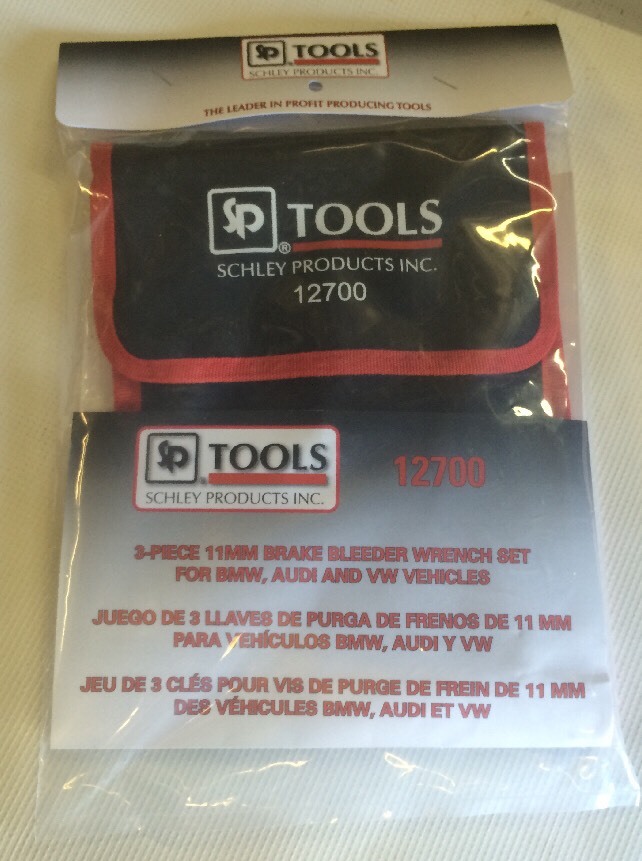 SP TOOLS
SCHLEY PRODUCTS INC.
THE LEADER IN PROFIT PRODUCING TOOLS
SP® TOOLS
SCHLEY PRODUCTS INC.
12700
SP® TOOLS
SCHLEY PRODUCTS INC.
12700
3-PIECE 11MM BRAKE BLEEDER WRENCH SET
FOR BMW, AUDI AND VW VEHICLES
JUEGO DE 3 LLAVES DE PURGA DE FRENOS DE 11 MM
PARA VEHÍCULOS BMW, AUDI Y VW
JEU DE 3 CLÉS POUR VIS DE PURGE DE FREIN DE 11 MM
DES VÉHICULES BMW, AUDI ET VW